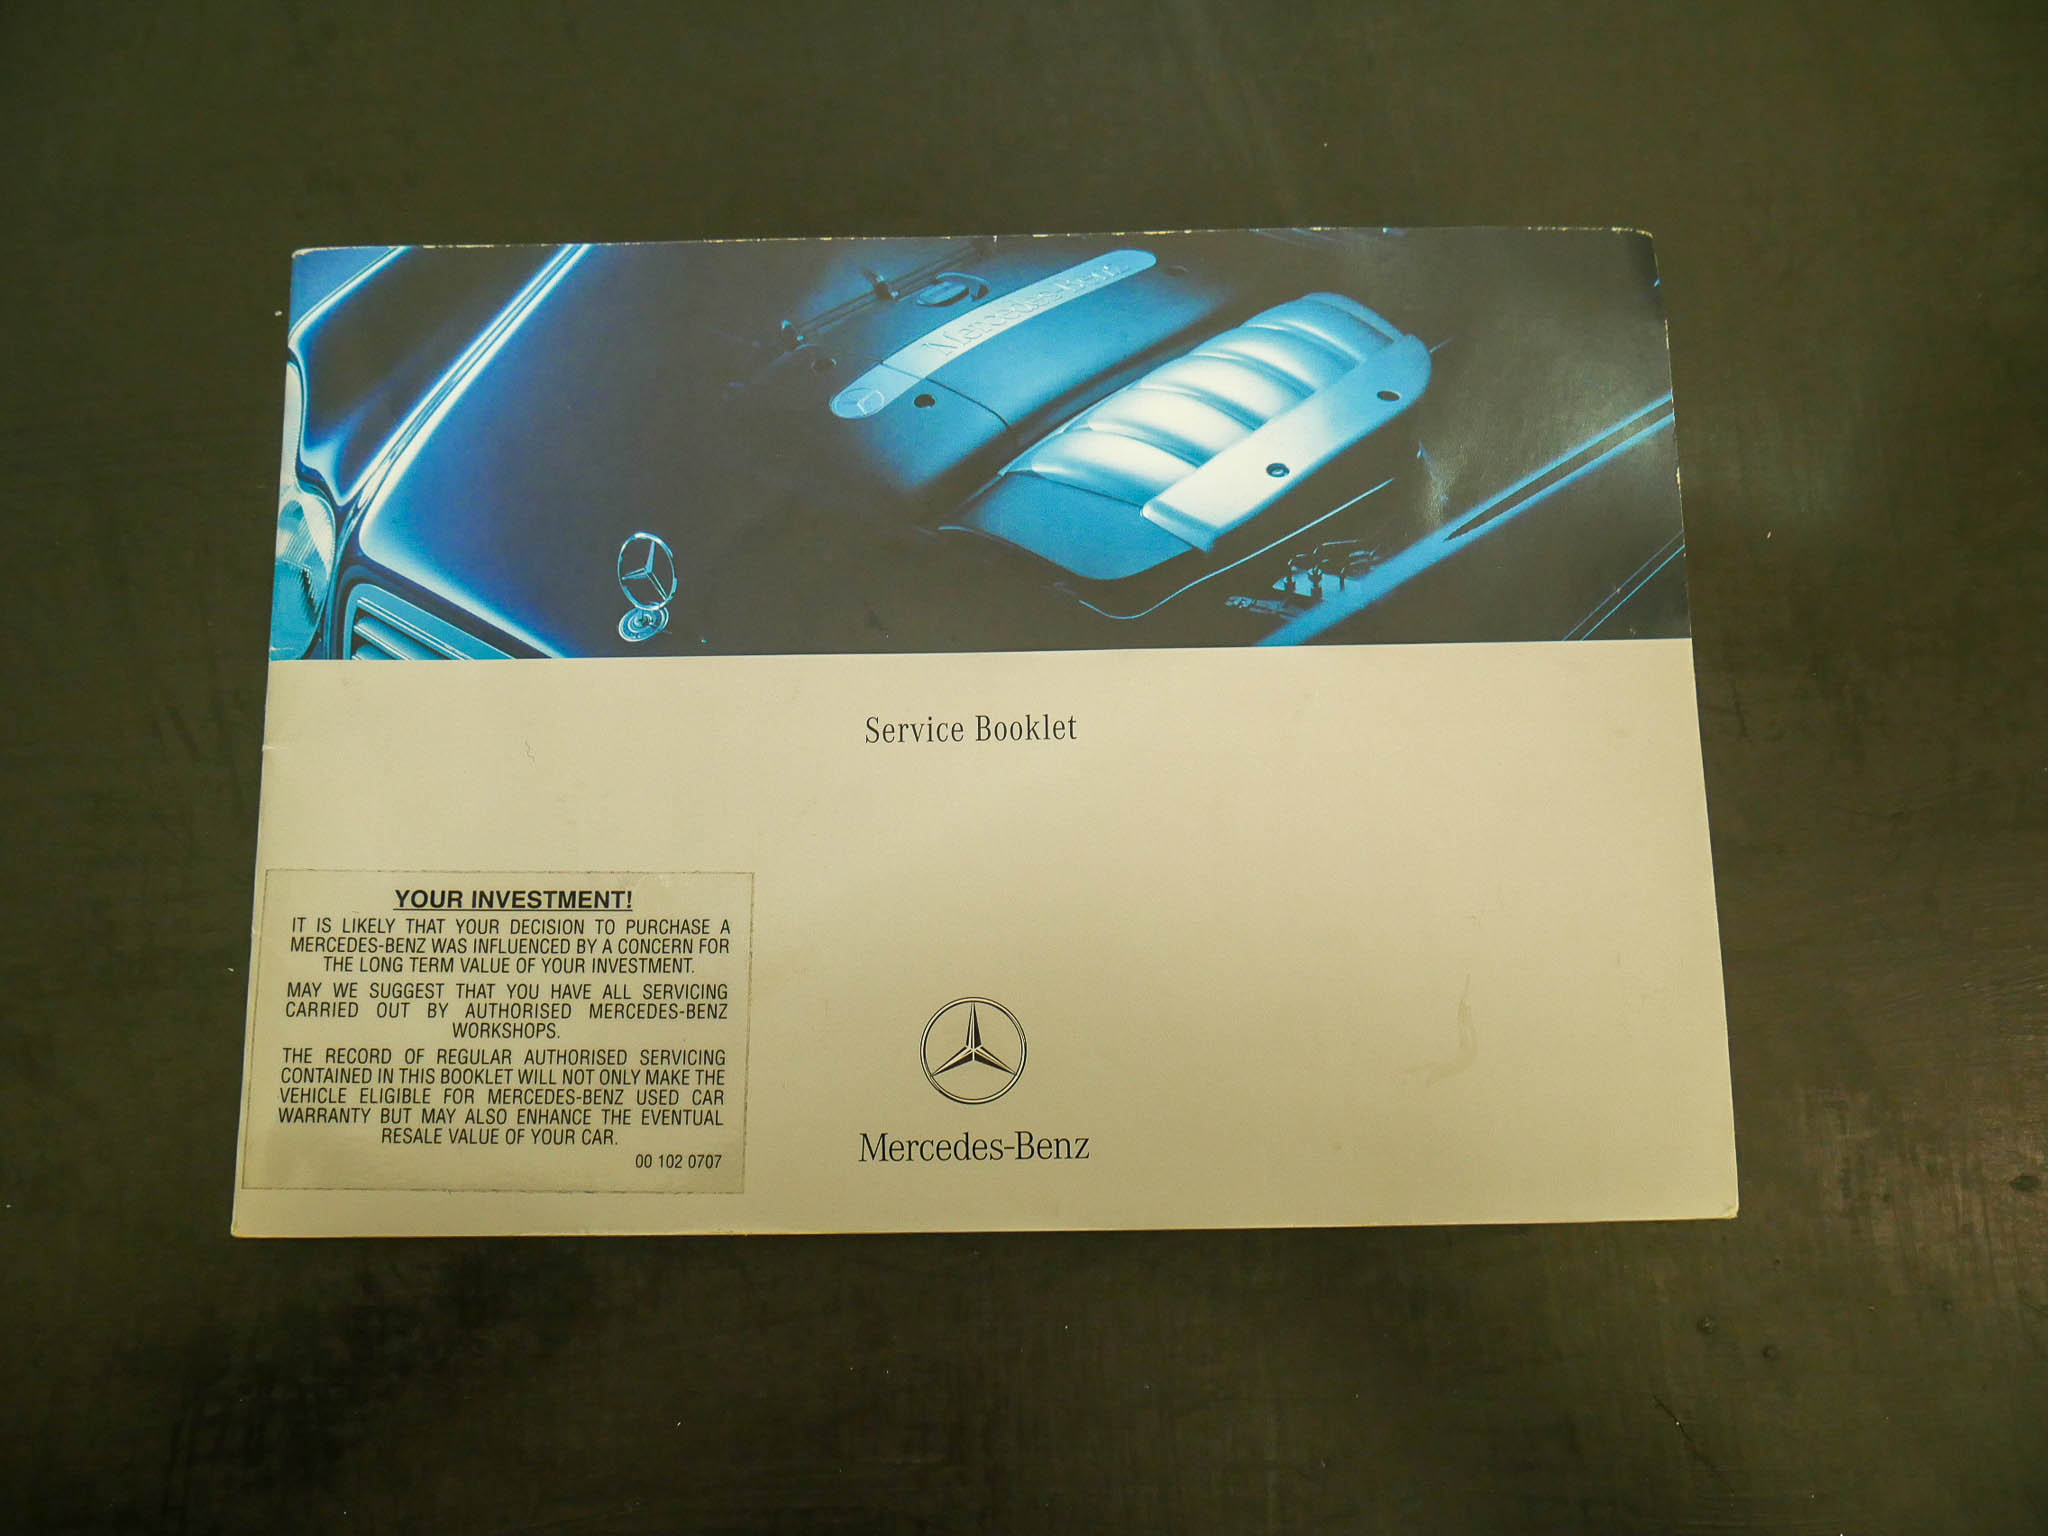 Mercedes-Benz
Service Booklet
YOUR INVESTMENT!
IT IS LIKELY THAT YOUR DECISION TO PURCHASE A
MERCEDES-BENZ WAS INFLUENCED BY A CONCERN FOR
THE LONG TERM VALUE OF YOUR INVESTMENT.
MAY WE SUGGEST THAT YOU HAVE ALL SERVICING
CARRIED OUT BY AUTHORISED MERCEDES-BENZ
WORKSHOPS.
THE RECORD OF REGULAR AUTHORISED SERVICING
CONTAINED IN THIS BOOKLET WILL NOT ONLY MAKE THE
VEHICLE ELIGIBLE FOR MERCEDES-BENZ USED CAR
WARRANTY BUT MAY ALSO ENHANCE THE EVENTUAL
RESALE VALUE OF YOUR CAR.
00 102 0707
Mercedes-Benz